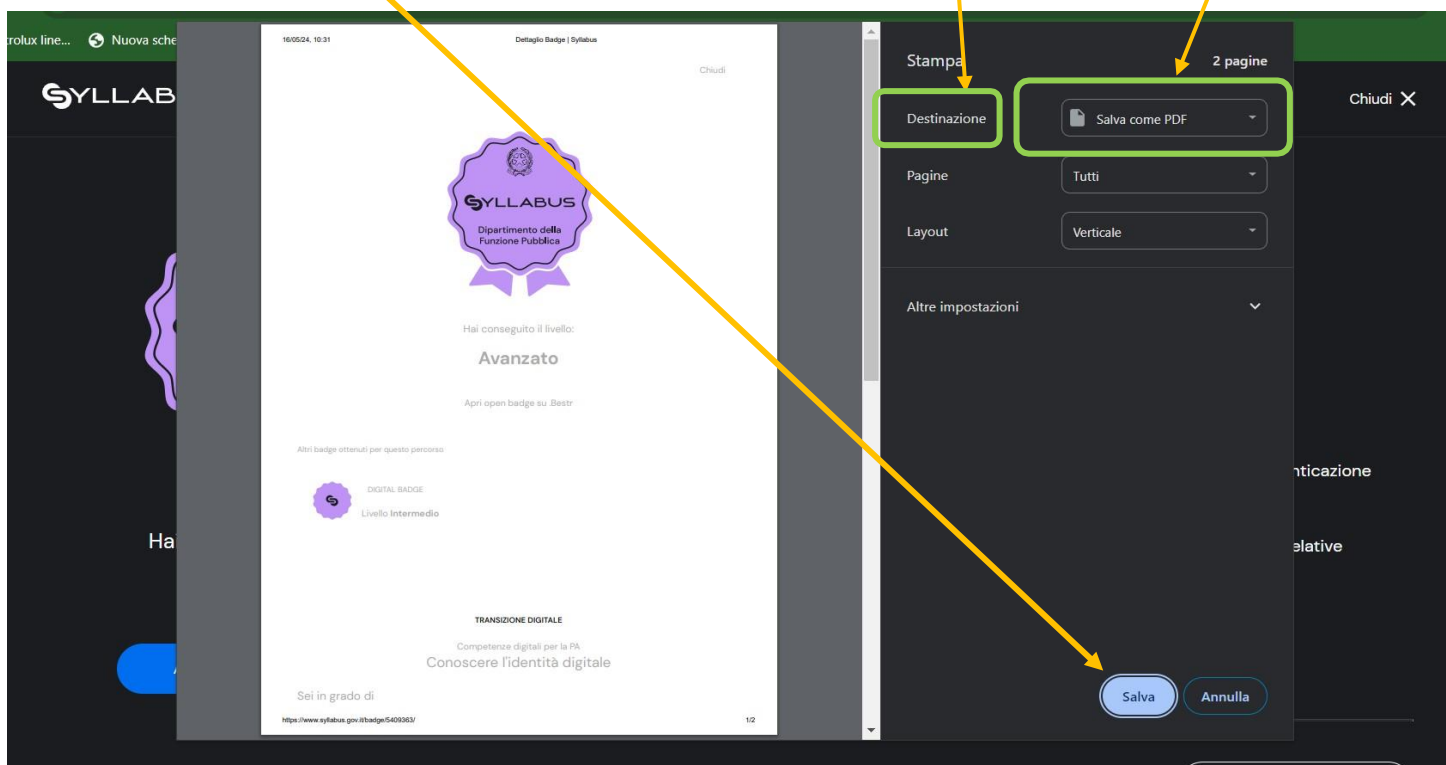 trolux line... Nuova sche
SYLLAB
Chiudi X
Hai
nticazione
elative
16/05/24, 10:31 Dettaglio Badge | Syllabus
Chiudi
SYLLABUS
Dipartimento della
Funzione Pubblica
Hai conseguito il livello:
Avanzato
Apri open badge su .Bestr
Altri badge ottenuti per questo percorso
DIGITAL BADGE
Livello Intermedio
TRANSIZIONE DIGITALE
Competenze digitali per la PA
Conoscere l'identità digitale
Sei in grado di
https://www.syllabus.gov.it/badge/5409363/ 1/2
Stampa 2 pagine
Destinazione Salva come PDF
Pagine Tutti
Layout Verticale
Altre impostazioni
Salva Annulla